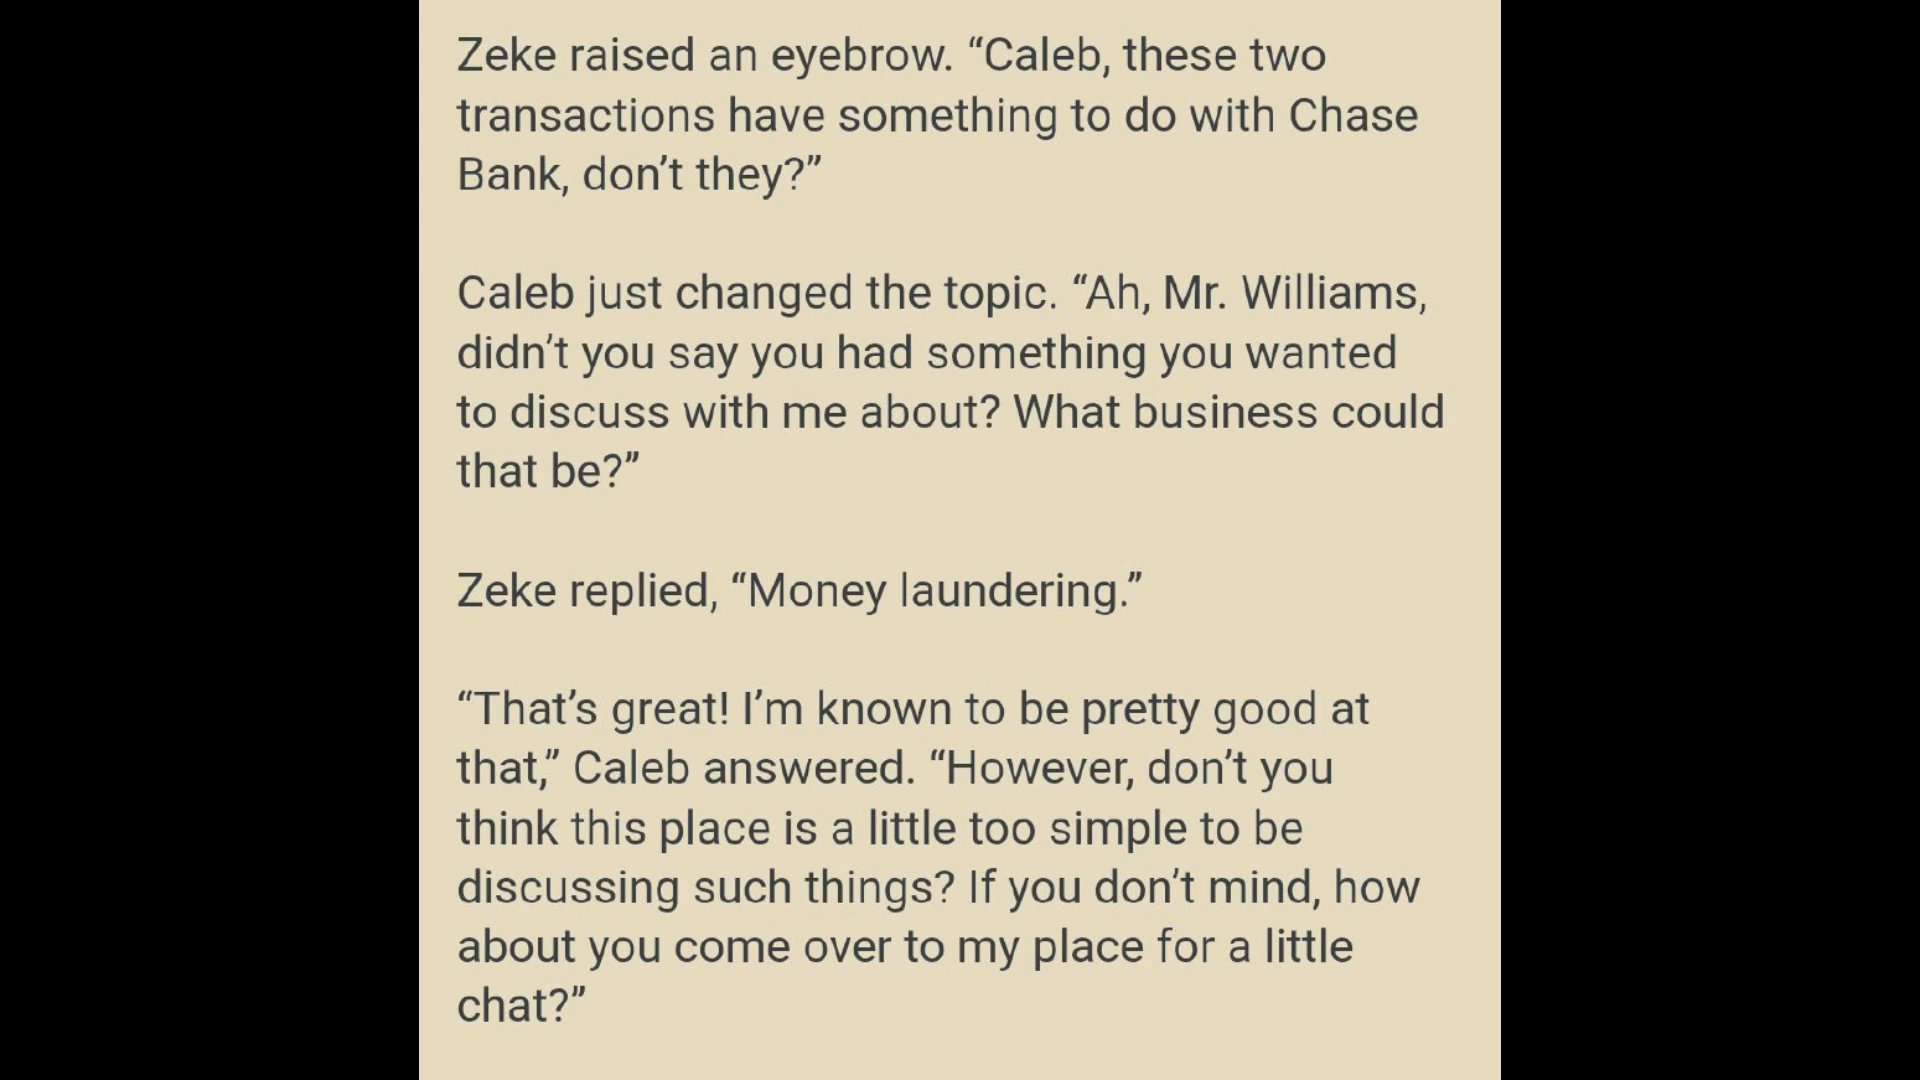 Zeke raised an eyebrow. “Caleb, these two
transactions have something to do with Chase
Bank, don’t they?”
Caleb just changed the topic. “Ah, Mr. Williams,
didn’t you say you had something you wanted
to discuss with me about? What business could
that be?”
Zeke replied, “Money laundering.”
“That’s great! I’m known to be pretty good at
that,” Caleb answered. “However, don’t you
think this place is a little too simple to be
discussing such things? If you don’t mind, how
about you come over to my place for a little
chat?”